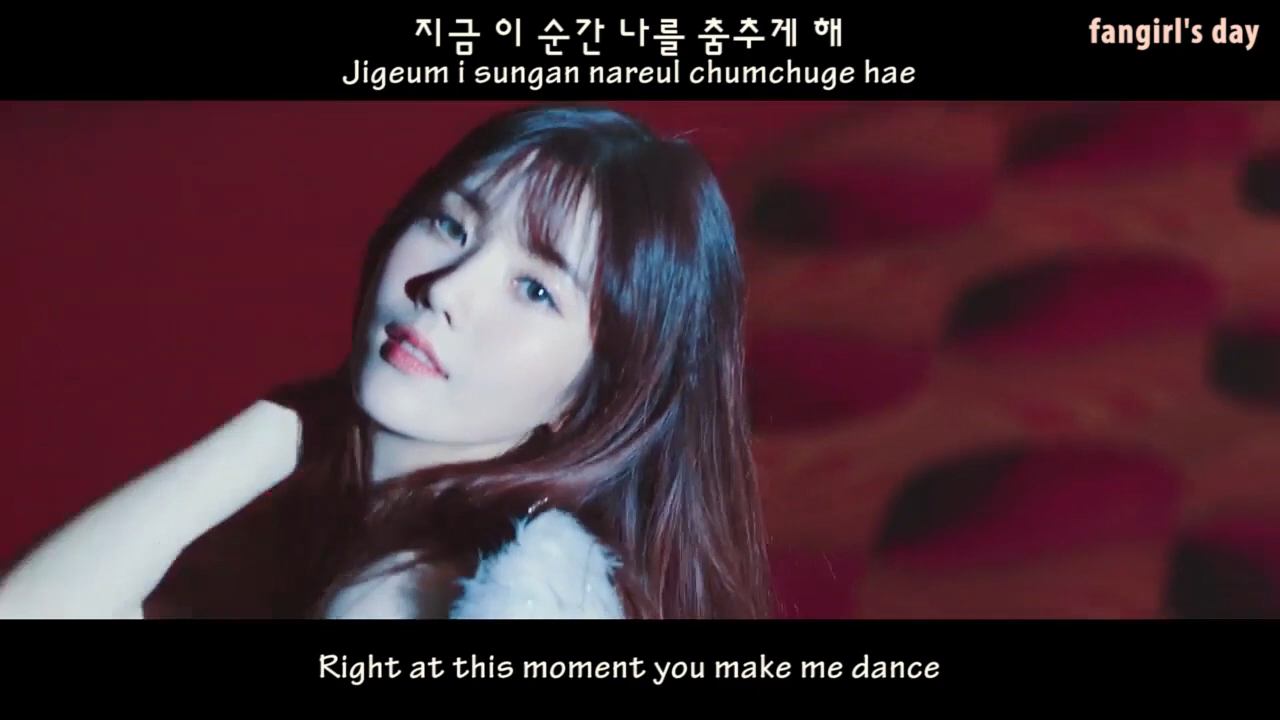 지금 이 순간 나를 춤추게 해
fangirl's day
Jigeum i sungan nareul chumchuge hae
Right at this moment you make me dance